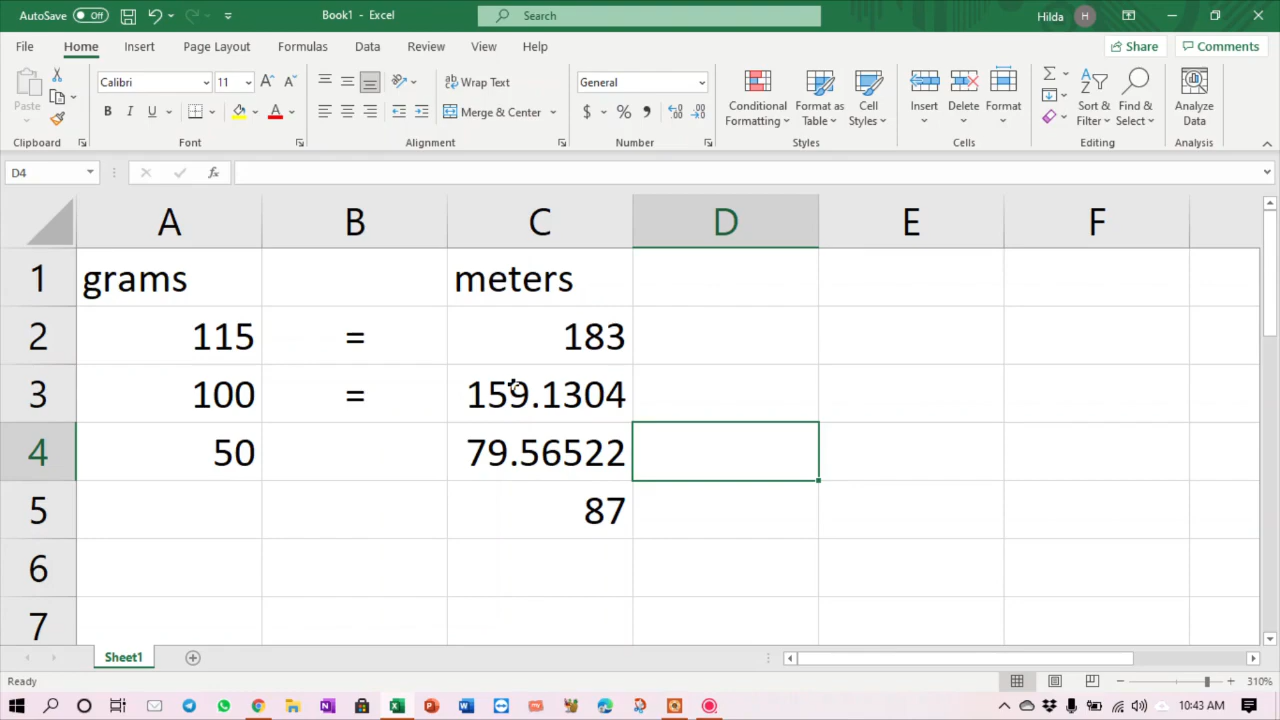 AutoSave Off Book1 - Excel Search Hilda H
File Home Insert Page Layout Formulas Data Review View Help Share Comments
Paste Calibri 11 Wrap Text General Conditional Formatting Format as Table Cell Styles Insert Delete Format Sort & Filter Find & Select Analyze Data
B I U A Merge & Center $ %
Clipboard Font Alignment Number Styles Cells Editing Analysis
D4 fx
A B C D E F
1 grams meters
2 115 = 183
3 100 = 159.1304
4 50 79.56522
5 87
6
7
Sheet1
Ready 310%
10:43 AM